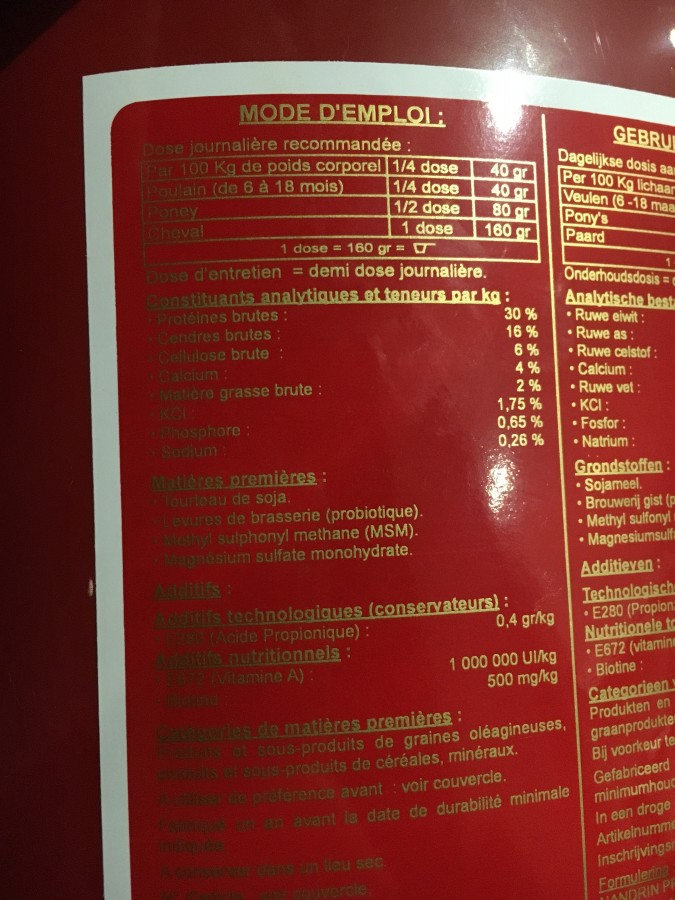 MODE D'EMPLOI :
Dose journalière recommandée :
Par 100 Kg de poids corporel 1/4 dose 40 gr
Poulain (de 6 à 18 mois) 1/4 dose 40 gr
Poney 1/2 dose 80 gr
Cheval 1 dose 160 gr
1 dose = 160 gr =
Dose d'entretien = demi dose journalière.
Constituants analytiques et teneurs par kg :
• Protéines brutes : 30 %
• Cendres brutes : 16 %
• Cellulose brute : 6 %
• Calcium : 4 %
• Matière grasse brute : 2 %
• KCl : 1,75 %
• Phosphore : 0,65 %
• Sodium : 0,26 %
Matières premières :
• Tourteau de soja.
• Levures de brasserie (probiotique).
• Methyl sulphonyl methane (MSM).
• Magnésium sulfate monohydrate.
Additifs :
Additifs technologiques (conservateurs) :
• E280 (Acide Propionique) : 0,4 gr/kg
Additifs nutritionnels :
• E672 (Vitamine A) : 1 000 000 UI/kg
• Biotine 500 mg/kg
Catégories de matières premières :
Produits et sous-produits de graines oléagineuses,
produits et sous-produits de céréales, minéraux.
A utiliser de préférence avant : voir couvercle.
Fabriqué un an avant la date de durabilité minimale
indiquée
A conserver dans un lieu sec
voir couvercle
GEBRUI
Dagelijkse dosis aa
Per 100 Kg lichaam
Veulen (6 -18 maa
Pony's
Paard
1
Onderhoudsdosis =
Analytische best
• Ruwe eiwit :
• Ruwe as :
• Ruwe celstof :
• Calcium :
• Ruwe vet :
• KCl :
• Fosfor :
• Natrium :
Grondstoffen :
• Sojameel.
• Brouwerij gist (p
• Methyl sulfonyl
• Magnesiumsulf
Additieven :
Technologisch
• E280 (Propion
Nutritionele to
• E672 (vitamin
• Biotine :
Categorieen v
Produkten en
graanprodukte
Bij voorkeur te
Gefabriceerd
minimumhoud
In een droge
Artikelnumme
Inschrijvings
Formulering
NANDRIN PF